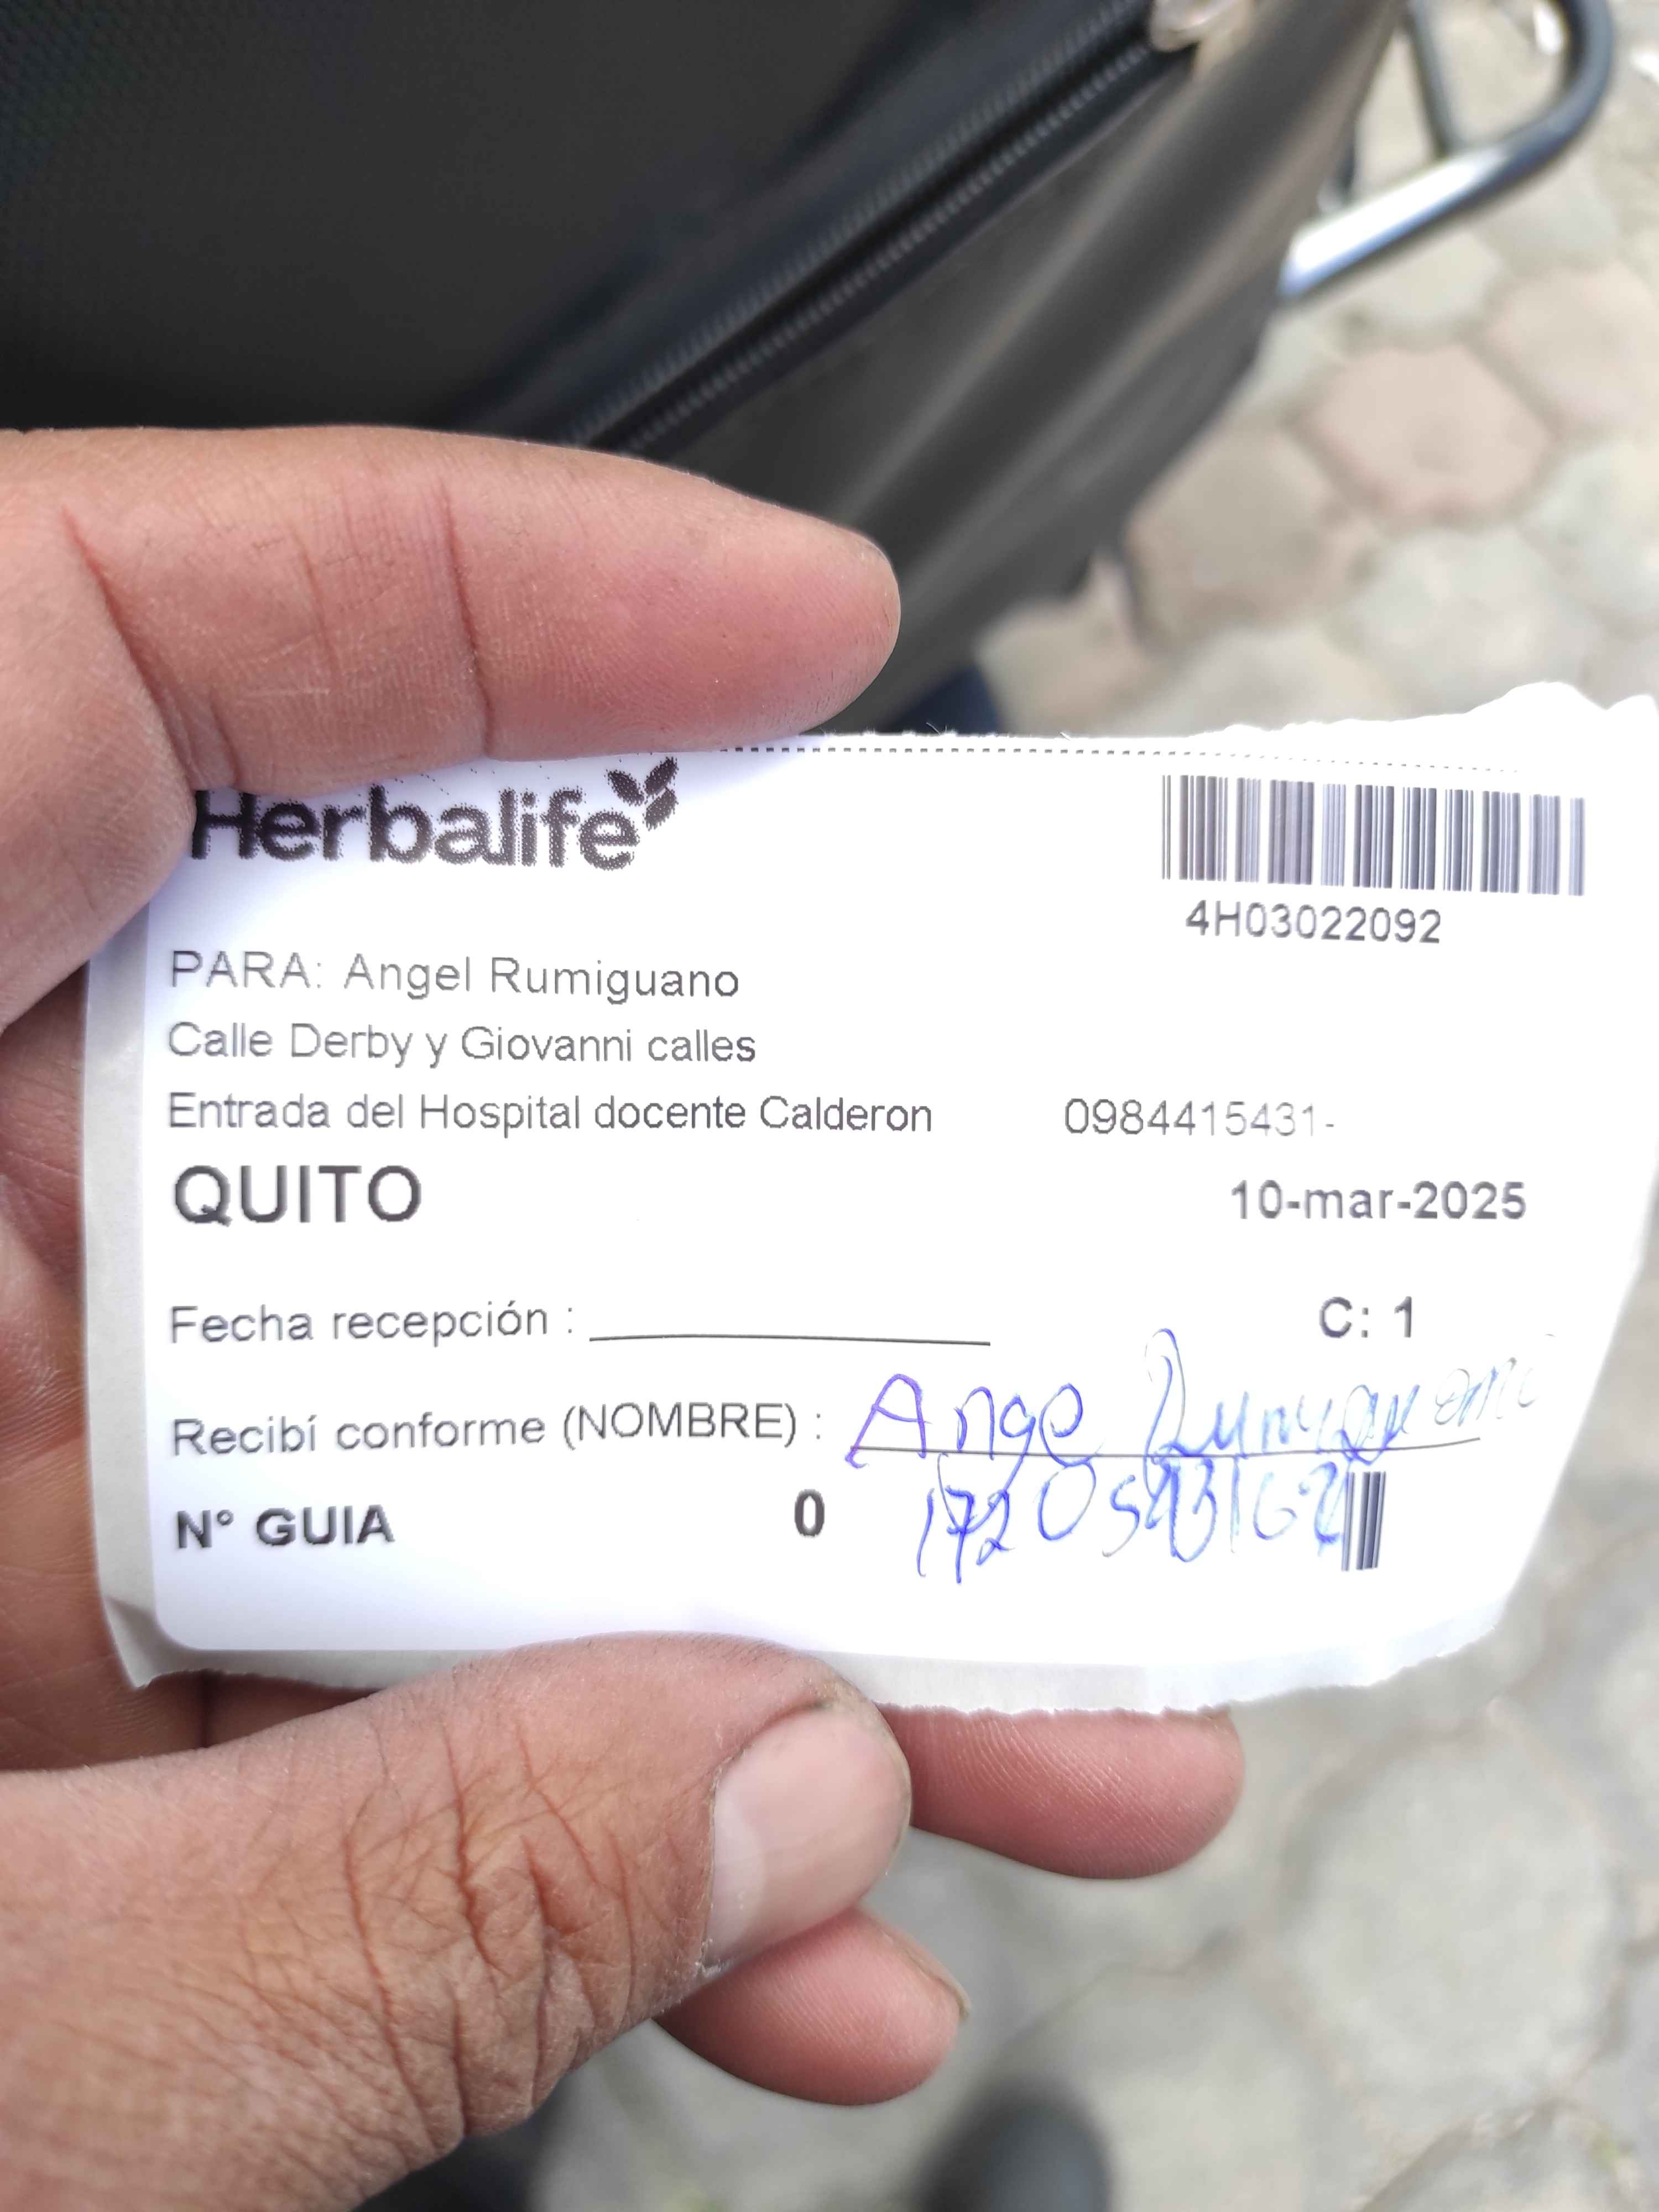 Herbalife
4H03022092
PARA: Angel Rumiguano
Calle Derby y Giovanni calles
Entrada del Hospital docente Calderon 0984415431-
QUITO 10-mar-2025
Fecha recepción : C: 1
Recibí conforme (NOMBRE) : Angel
N° GUIA 0